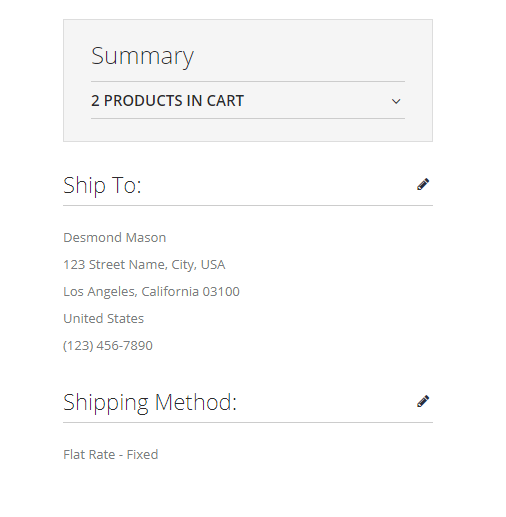 Summary
2 PRODUCTS IN CART
Ship To:
Desmond Mason
123 Street Name, City, USA
Los Angeles, California 03100
United States
(123) 456-7890
Shipping Method:
Flat Rate - Fixed